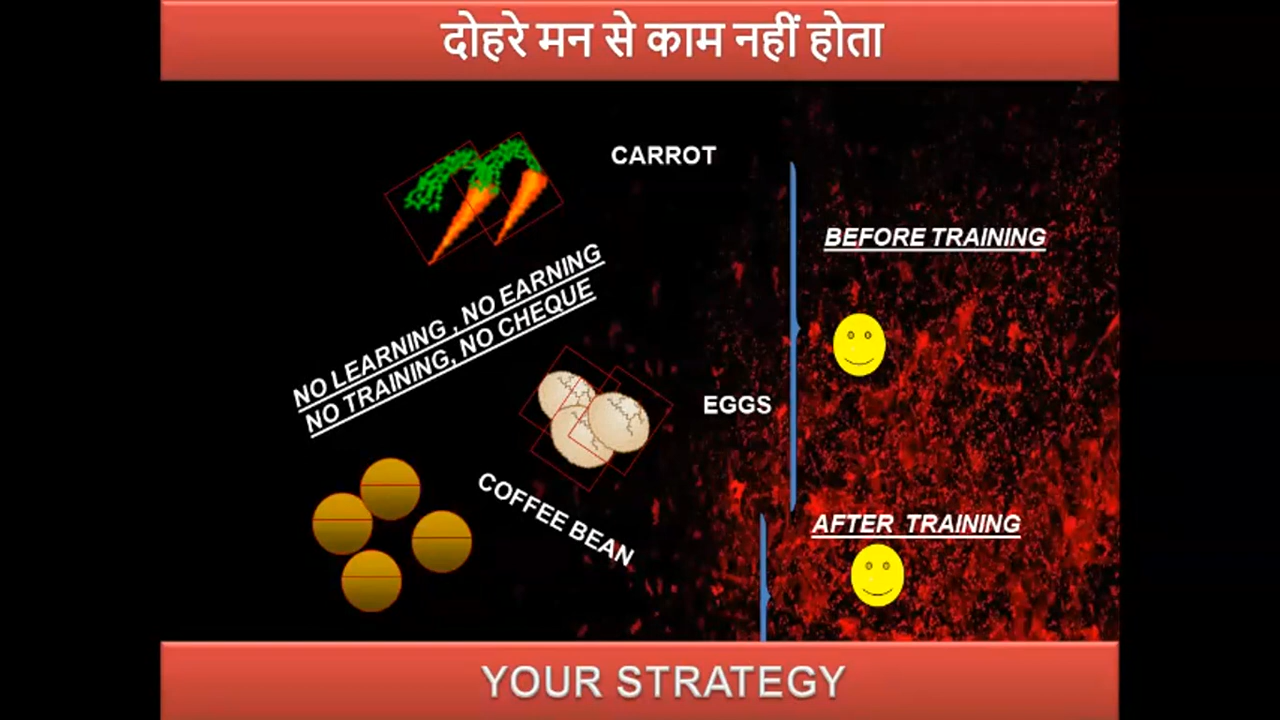 दोहरे मन से काम नहीं होता
CARROT
BEFORE TRAINING
NO LEARNING , NO EARNING
NO TRAINING, NO CHEQUE
EGGS
COFFEE BEAN
AFTER TRAINING
YOUR STRATEGY